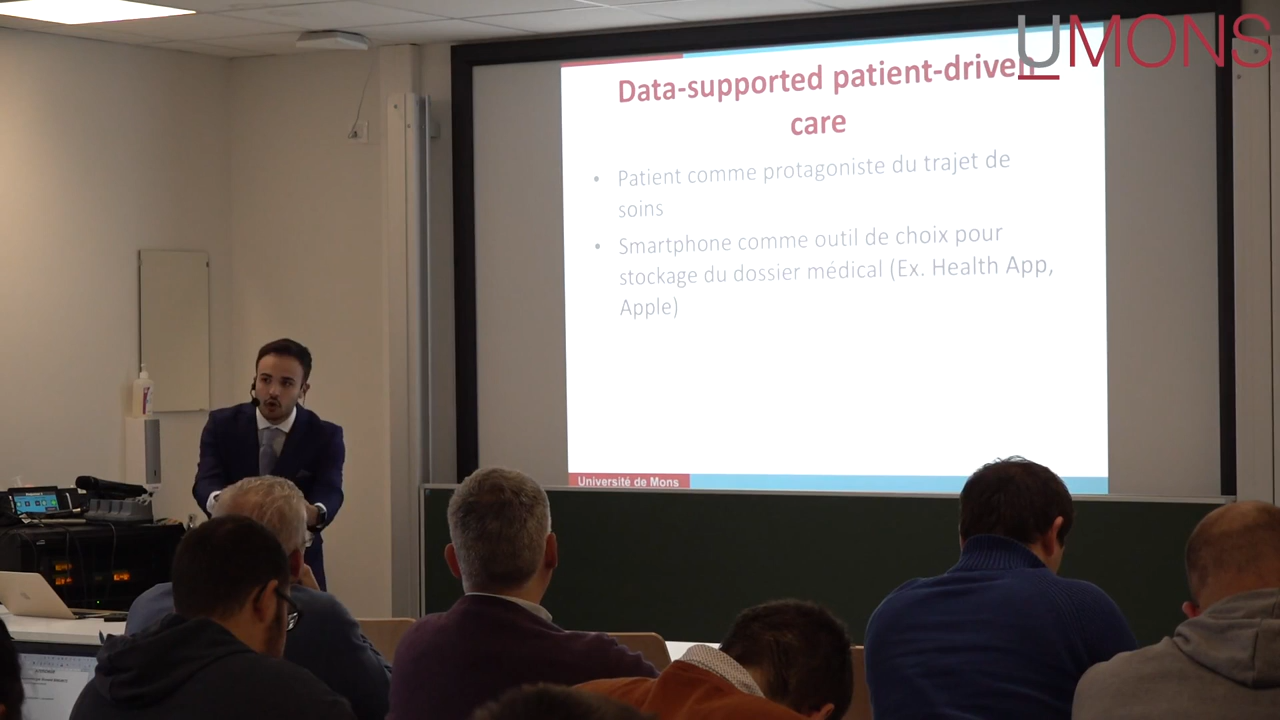 UMONS
Data-supported patient-driven
care
• Patient comme protagoniste du trajet de
soins
• Smartphone comme outil de choix pour
stockage du dossier médical (Ex. Health App,
Apple)
Université de Mons